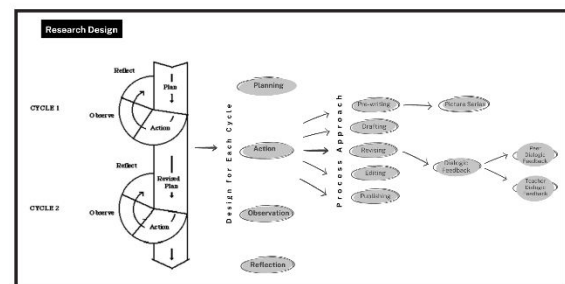 Research Design
Reflect
Plan
CYCLE 1
Observe
Action
Reflect
Revised
Plan
CYCLE 2
Observe
Action
Design for Each Cycle
Planning
Action
Observation
Reflection
Process Approach
Pre-writing
Drafting
Revising
Editing
Publishing
Picture Series
Dialogic
Feedback
Peer
Dialogic
Feedback
Teacher
Dialogic
Feedback